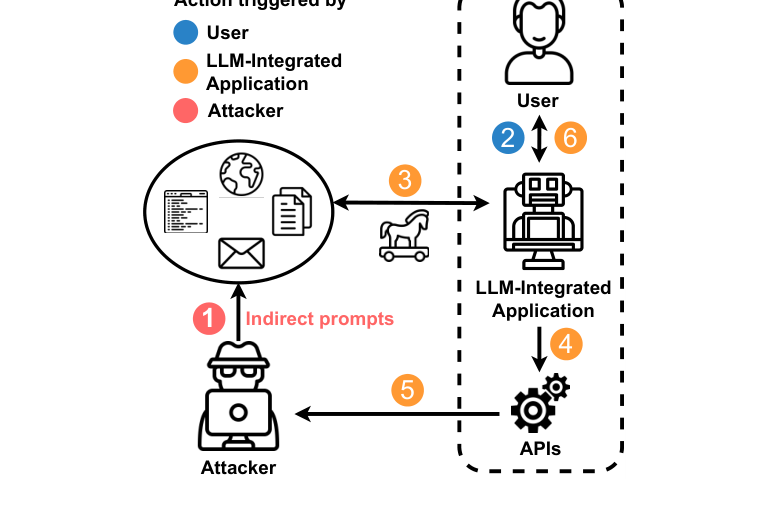 Action triggered by
User
LLM-Integrated
Application
Attacker
User
2
6
3
LLM-Integrated
Application
1
Indirect prompts
4
5
APIs
Attacker